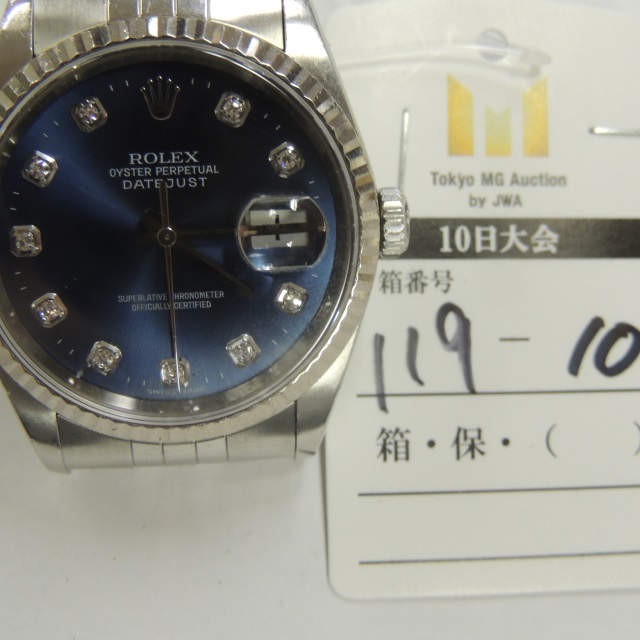 ROLEX
OYSTER PERPETUAL
DATEJUST
SUPERLATIVE CHRONOMETER
OFFICIALLY CERTIFIED
Tokyo MG Auction
by JWA
10日大会
箱番号
119-10
箱・保・( )